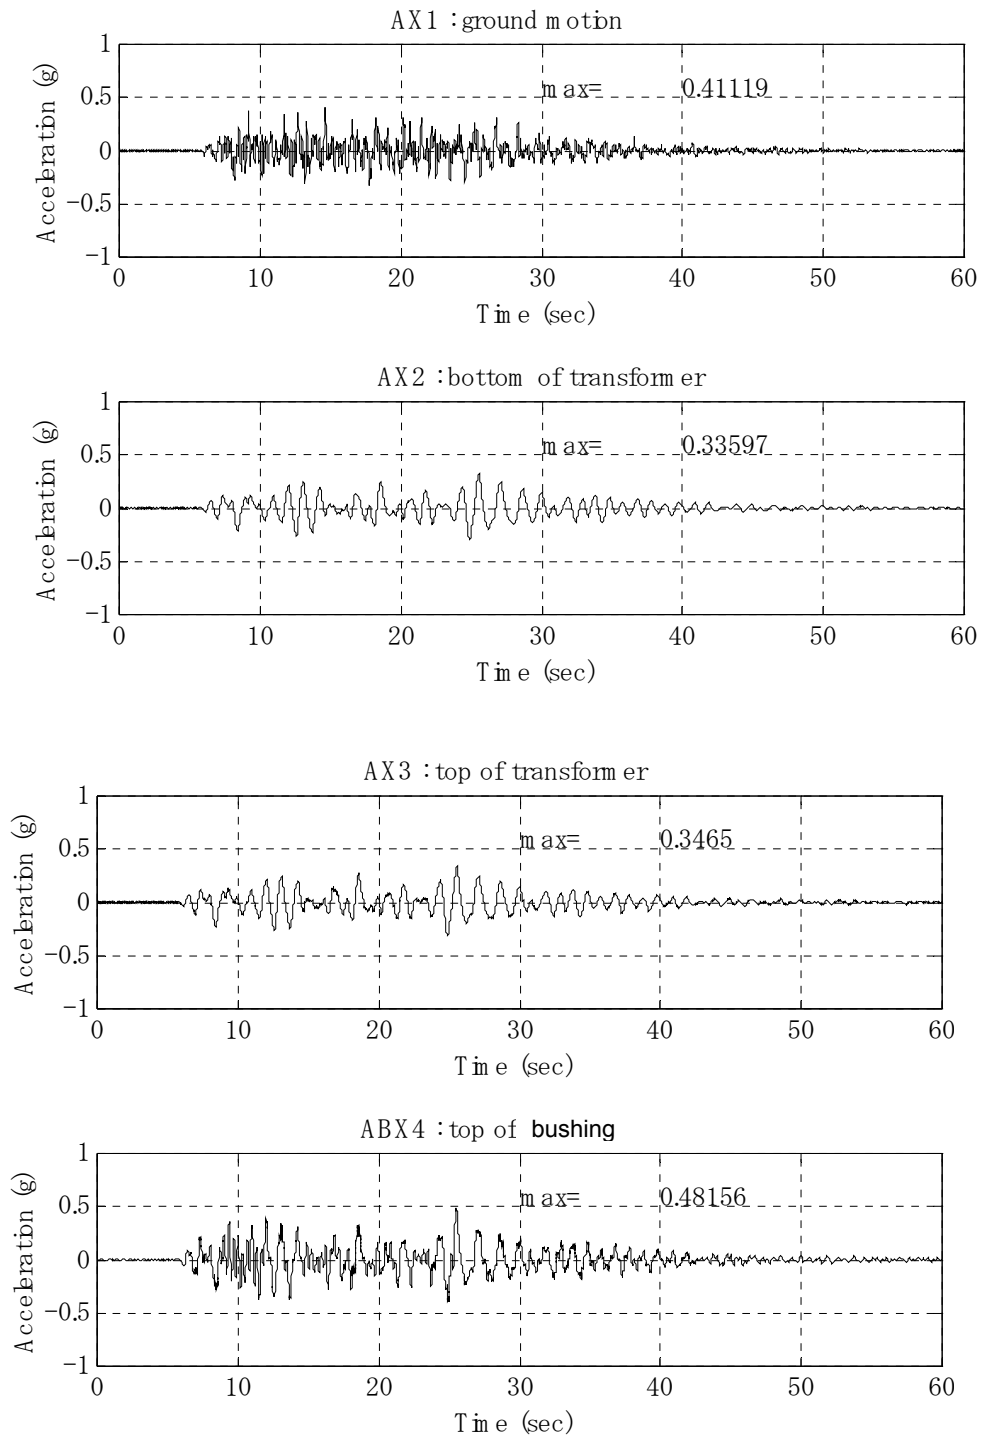 AX1 : ground motion
1
0.5
0
-0.5
-1
Acceleration (g)
max= 0.41119
0 10 20 30 40 50 60
Time (sec)
AX2 : bottom of transformer
1
0.5
0
-0.5
-1
Acceleration (g)
max= 0.33597
0 10 20 30 40 50 60
Time (sec)
AX3 : top of transformer
1
0.5
0
-0.5
-1
Acceleration (g)
max= 0.3465
0 10 20 30 40 50 60
Time (sec)
ABX4 : top of bushing
1
0.5
0
-0.5
-1
Acceleration (g)
max= 0.48156
0 10 20 30 40 50 60
Time (sec)